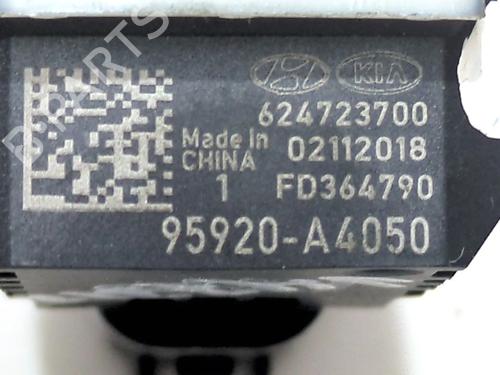 B-PARTS
KIA
624723700
Made In 02112018
CHINA
1 FD364790
95920-A4050